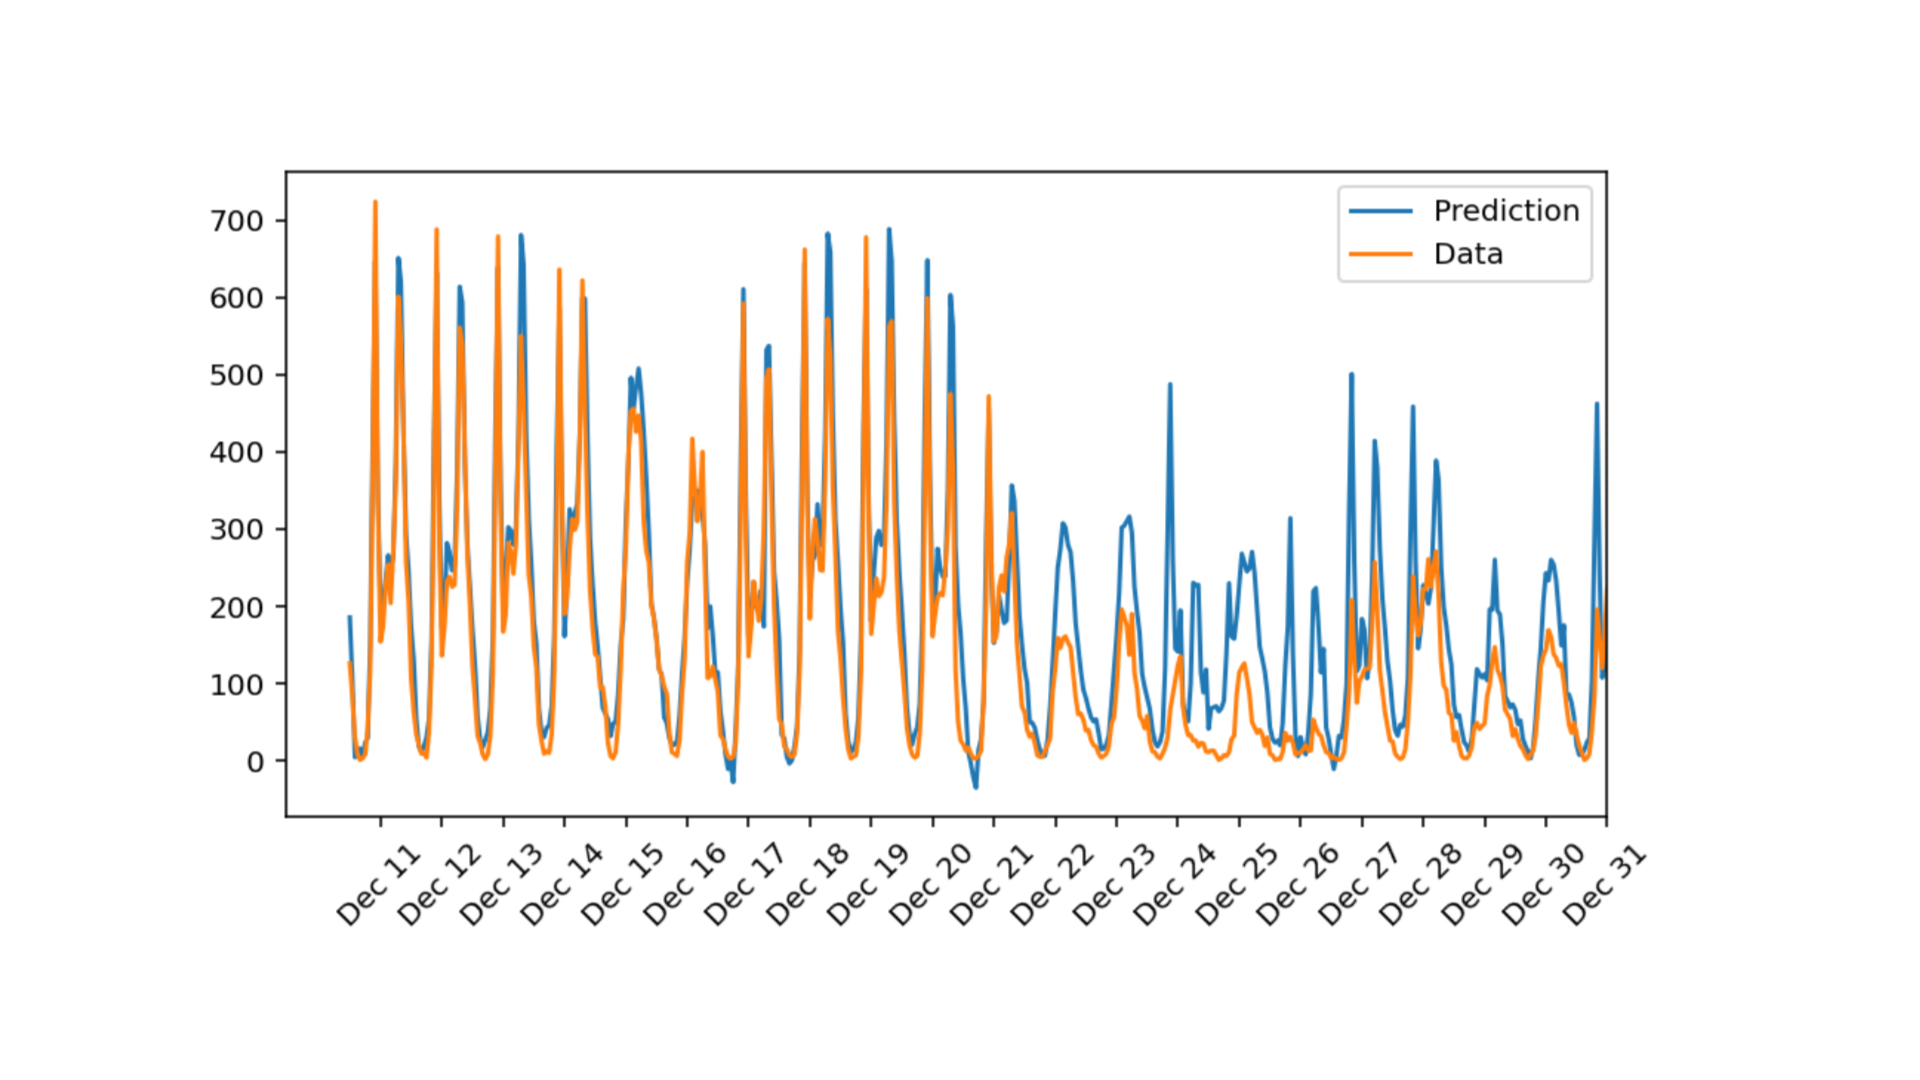 Prediction
Data
700
600
500
400
300
200
100
0
Dec 11
Dec 12
Dec 13
Dec 14
Dec 15
Dec 16
Dec 17
Dec 18
Dec 19
Dec 20
Dec 21
Dec 22
Dec 23
Dec 24
Dec 25
Dec 26
Dec 27
Dec 28
Dec 29
Dec 30
Dec 31